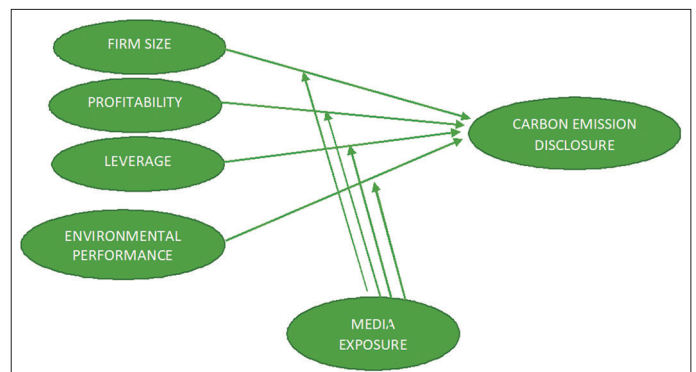 FIRM SIZE
PROFITABILITY
LEVERAGE
ENVIRONMENTAL
PERFORMANCE
CARBON EMISSION
DISCLOSURE
MEDIA
EXPOSURE